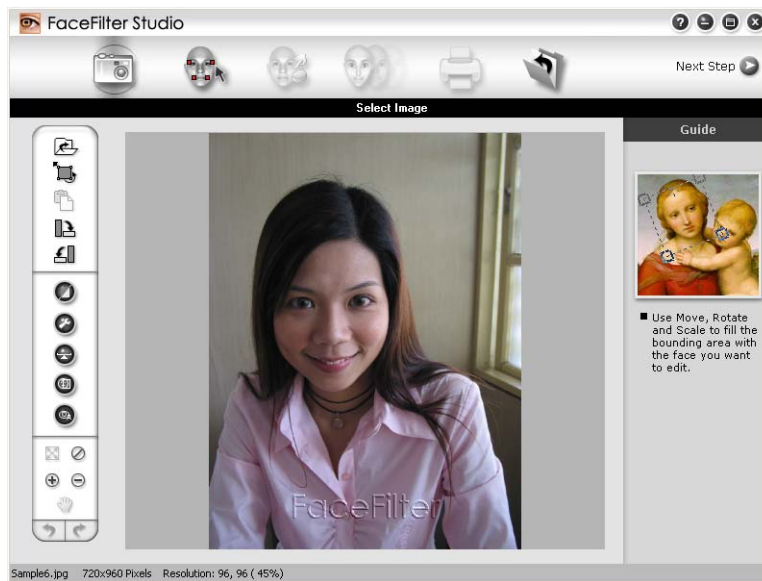 FaceFilter Studio
Next Step
Select Image
Guide
Use Move, Rotate
and Scale to fill the
bounding area with
the face you want
to edit.
FaceFilter
Sample6.jpg 720x960 Pixels Resolution: 96, 96 ( 45%)